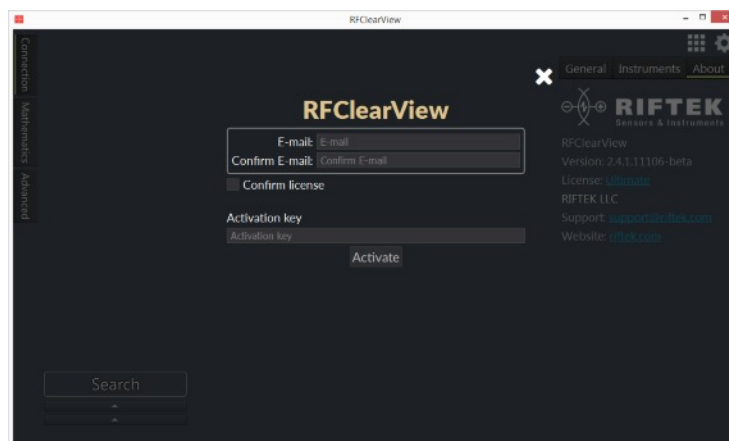 RFClearView
Connection
Mathematics
Advanced
General Instruments About
RFClearView
E-mail: E-mail
Confirm E-mail: Confirm E-mail
Confirm license
Activation key
Activation key
Activate
RIFTEK
Sensors & Instruments
RFClearView
Version: 2.4.1.11106-beta
License: Ultimate
RIFTEK LLC
Support: support@riftek.com
Website: riftek.com
Search